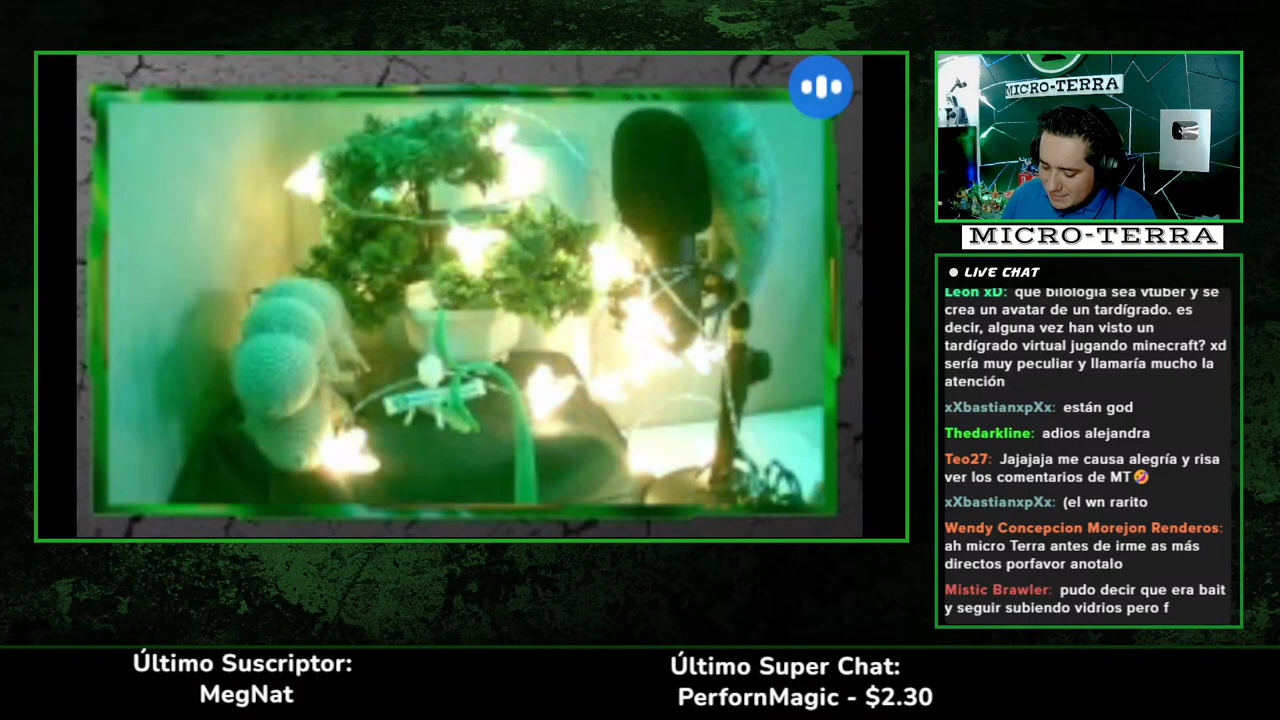 MICRO-TERRA
MICRO-TERRA
LIVE CHAT
Leon xD: que bilologia sea vtuber y se
crea un avatar de un tardígrado. es
decir, alguna vez han visto un
tardígrado virtual jugando minecraft? xd
sería muy peculiar y llamaría mucho la
atención
xXbastianxpXx: están god
Thedarkline: adios alejandra
Teo27: Jajajaja me causa alegría y risa
ver los comentarios de MT🤣
xXbastianxpXx: (el wn rarito
Wendy Concepcion Morejon Renderos:
ah micro Terra antes de irme as más
directos porfavor anotalo
Mistic Brawler: pudo decir que era bait
y seguir subiendo vidrios pero f
Último Suscriptor:
MegNat
Último Super Chat:
PerfornMagic - $2.30